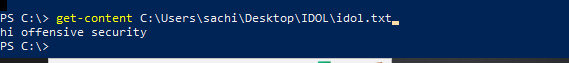 PS C:\> get-content C:\Users\sachi\Desktop\IDOL\idol.txt
hi offensive security
PS C:\>